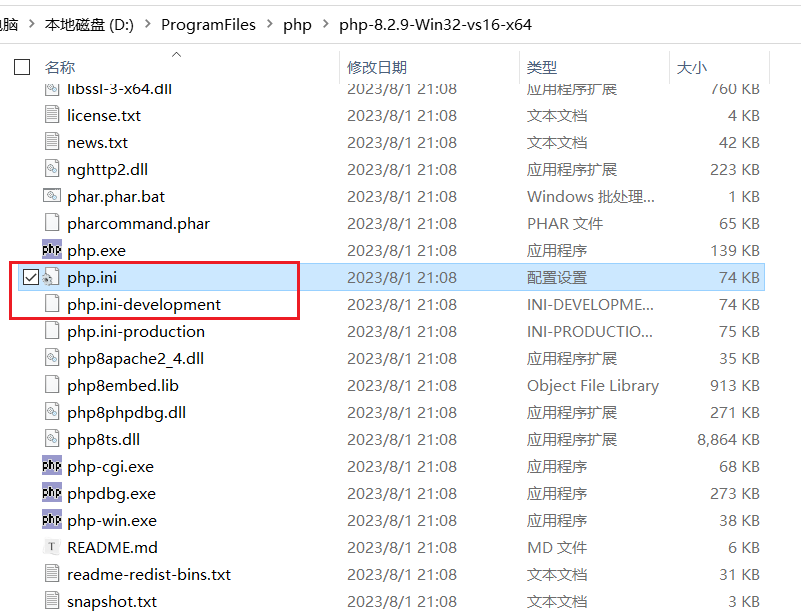 脑 > 本地磁盘 (D:) > ProgramFiles > php > php-8.2.9-Win32-vs16-x64
名称 修改日期 类型 大小
libssl-3-x64.dll 2023/8/1 21:08 应用程序扩展 760 KB
license.txt 2023/8/1 21:08 文本文档 4 KB
news.txt 2023/8/1 21:08 文本文档 42 KB
nghttp2.dll 2023/8/1 21:08 应用程序扩展 223 KB
phar.phar.bat 2023/8/1 21:08 Windows 批处理... 1 KB
pharcommand.phar 2023/8/1 21:08 PHAR 文件 65 KB
php php.exe 2023/8/1 21:08 应用程序 139 KB
php.ini 2023/8/1 21:08 配置设置 74 KB
php.ini-development 2023/8/1 21:08 INI-DEVELOPME... 74 KB
php.ini-production 2023/8/1 21:08 INI-PRODUCTIO... 75 KB
php8apache2_4.dll 2023/8/1 21:08 应用程序扩展 35 KB
php8embed.lib 2023/8/1 21:08 Object File Library 913 KB
php8phpdbg.dll 2023/8/1 21:08 应用程序扩展 271 KB
php8ts.dll 2023/8/1 21:08 应用程序扩展 8,864 KB
php php-cgi.exe 2023/8/1 21:08 应用程序 68 KB
php phpdbg.exe 2023/8/1 21:08 应用程序 273 KB
php php-win.exe 2023/8/1 21:08 应用程序 38 KB
T README.md 2023/8/1 21:08 MD 文件 6 KB
readme-redist-bins.txt 2023/8/1 21:08 文本文档 31 KB
snapshot.txt 2023/8/1 21:08 文本文档 3 KB